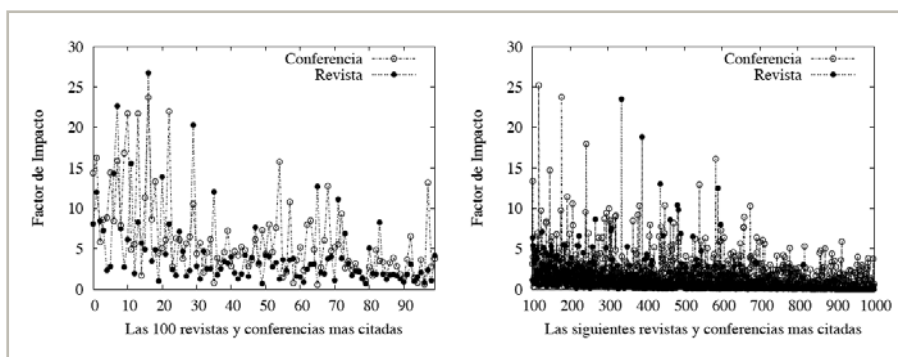 30
25
20
15
10
5
0
Factor de Impacto
Conferencia
Revista
0 10 20 30 40 50 60 70 80 90
Las 100 revistas y conferencias mas citadas
30
25
20
15
10
5
0
Factor de Impacto
Conferencia
Revista
100 200 300 400 500 600 700 800 900 1000
Las siguientes revistas y conferencias mas citadas